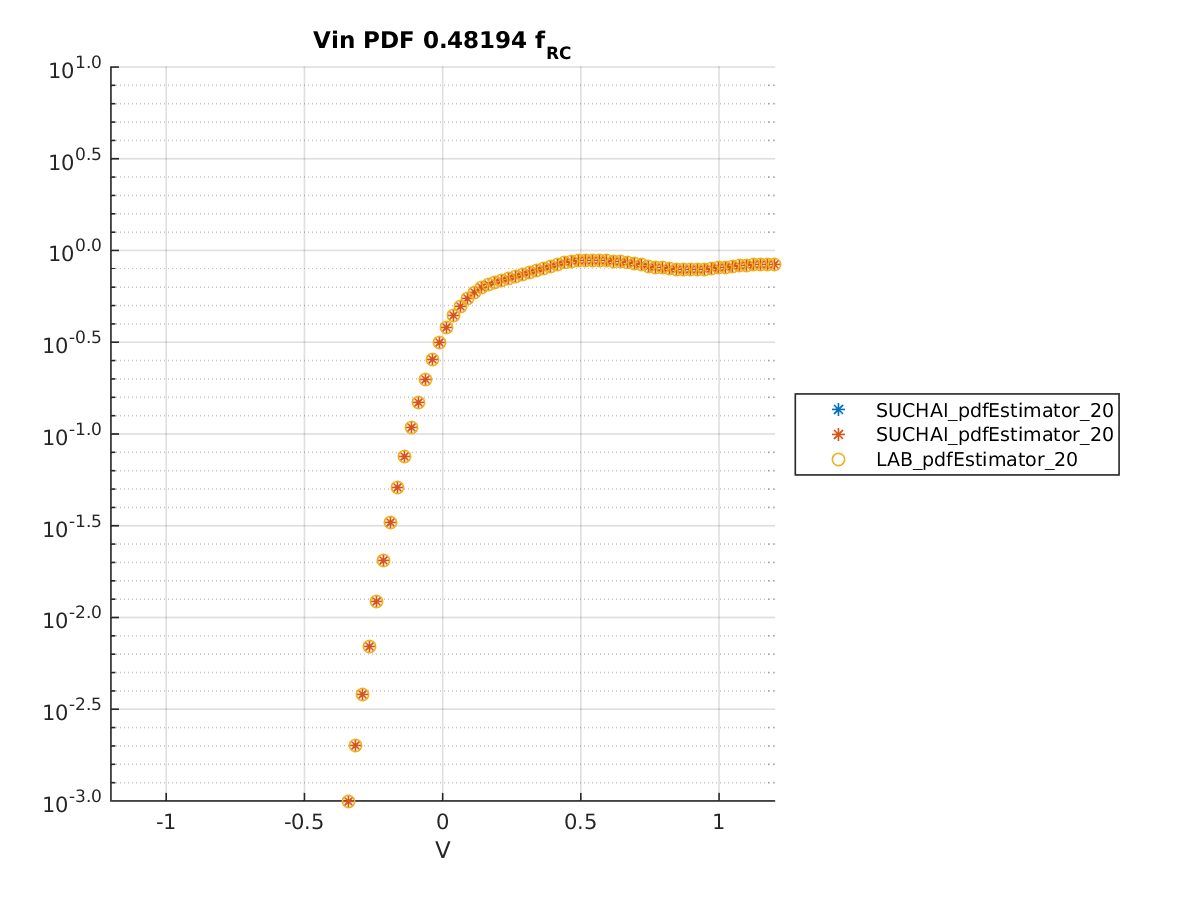 Vin PDF 0.48194 f_RC
10^1.0
10^0.5
10^0.0
10^-0.5
10^-1.0
10^-1.5
10^-2.0
10^-2.5
10^-3.0
-1 -0.5 0 0.5 1
V
SUCHAI_pdfEstimator_20
SUCHAI_pdfEstimator_20
LAB_pdfEstimator_20